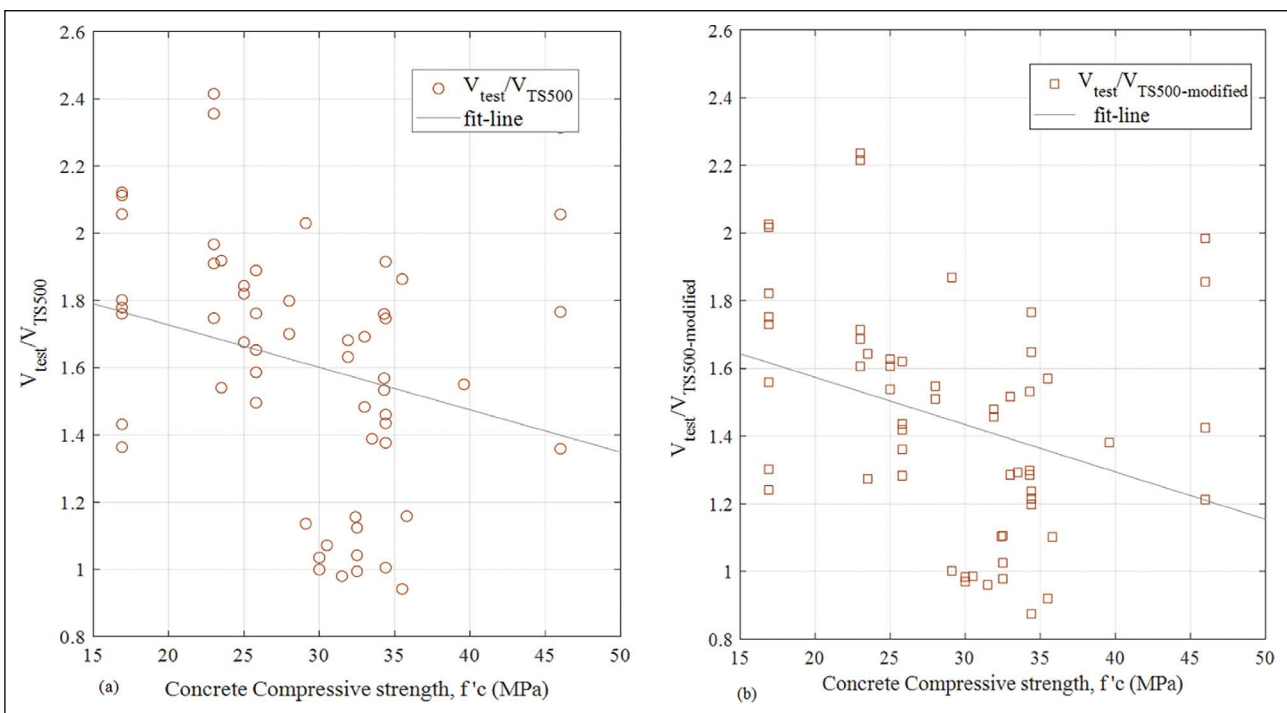 2.6
2.4
2.2
2
1.8
1.6
1.4
1.2
1
0.8
V_test/V_TS500
V_test/V_TS500
fit-line
15 20 25 30 35 40 45 50
(a) Concrete Compressive strength, f'c (MPa)
2.6
2.4
2.2
2
1.8
1.6
1.4
1.2
1
0.8
V_test/V_TS500-modified
V_test/V_TS500-modified
fit-line
15 20 25 30 35 40 45 50
(b) Concrete Compressive strength, f'c (MPa)